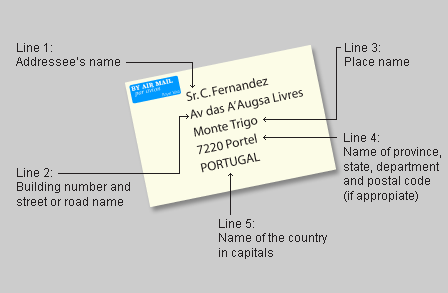 Line 1:
Addressee's name
Line 3:
Place name
BY AIR MAIL
par avion
Royal Mail
Sr. C. Fernandez
Av das A'Augsa Livres
Monte Trigo
7220 Portel
PORTUGAL
Line 4:
Name of province,
state, department
and postal code
(if appropiate)
Line 2:
Building number and
street or road name
Line 5:
Name of the country
in capitals